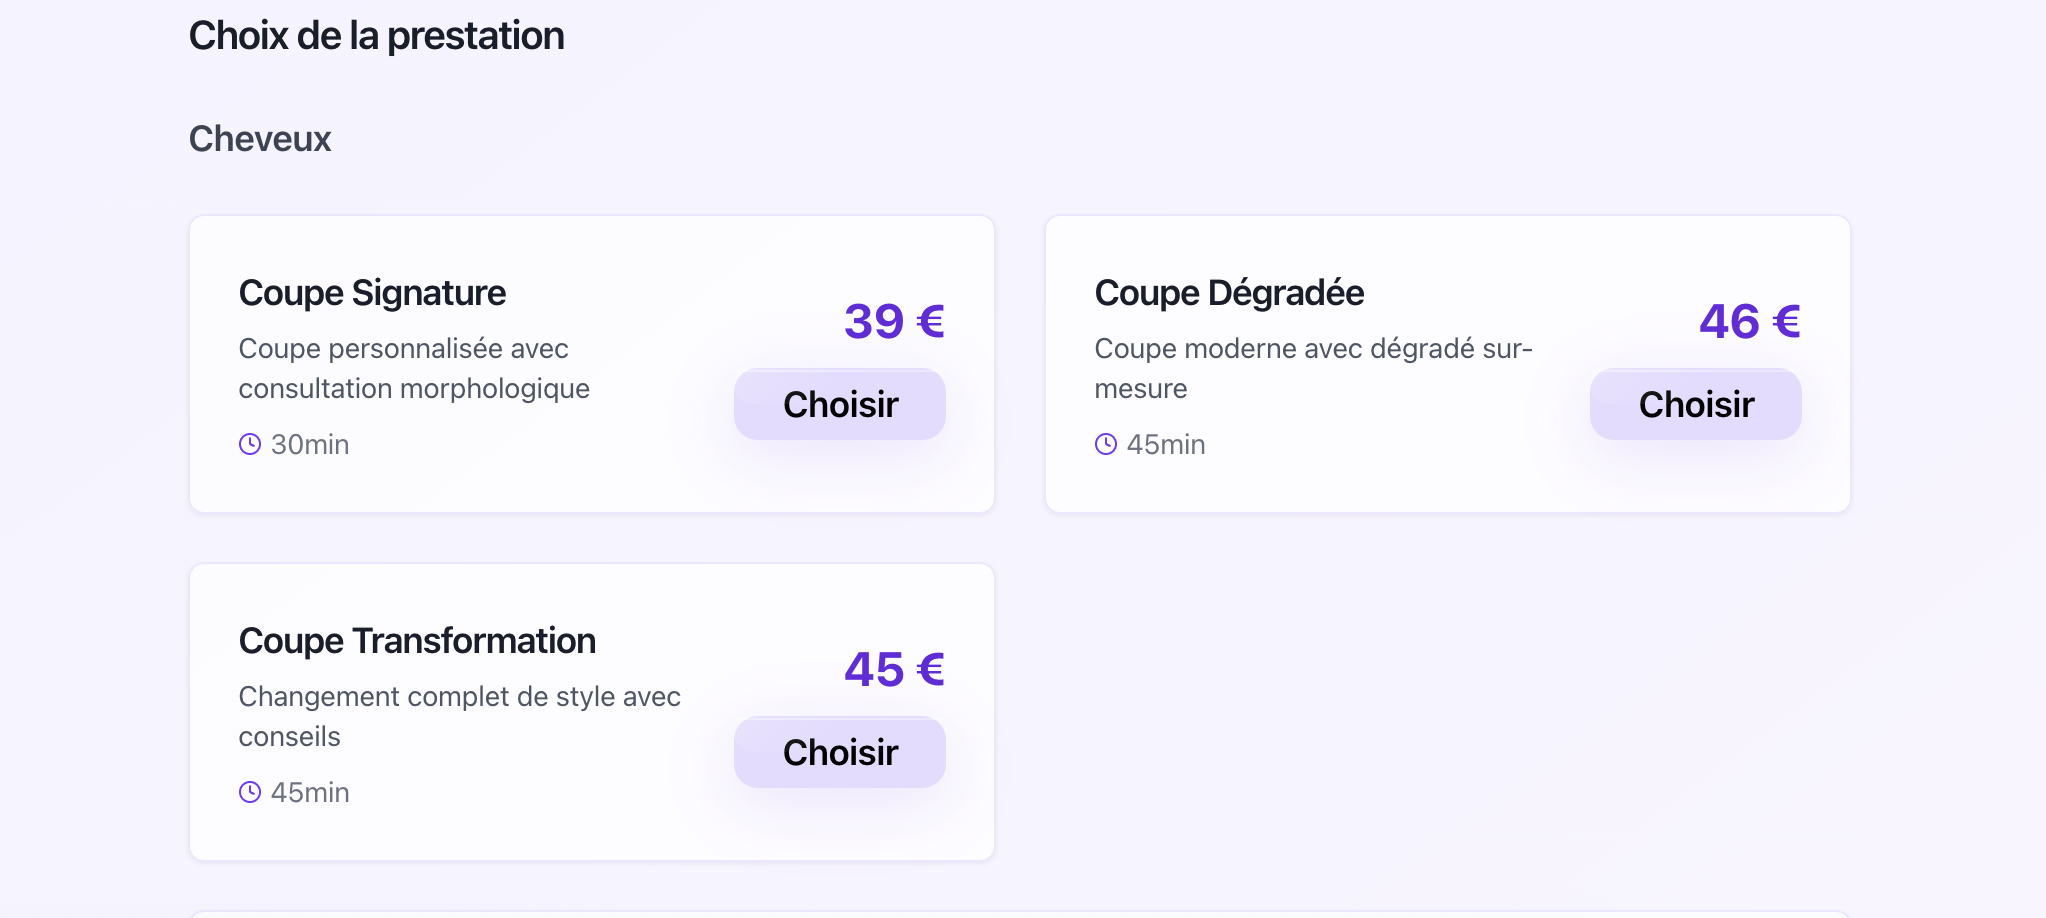 Choix de la prestation
Cheveux
Coupe Signature
Coupe personnalisée avec
consultation morphologique
30min
39 €
Choisir
Coupe Dégradée
Coupe moderne avec dégradé sur-
mesure
45min
46 €
Choisir
Coupe Transformation
Changement complet de style avec
conseils
45min
45 €
Choisir